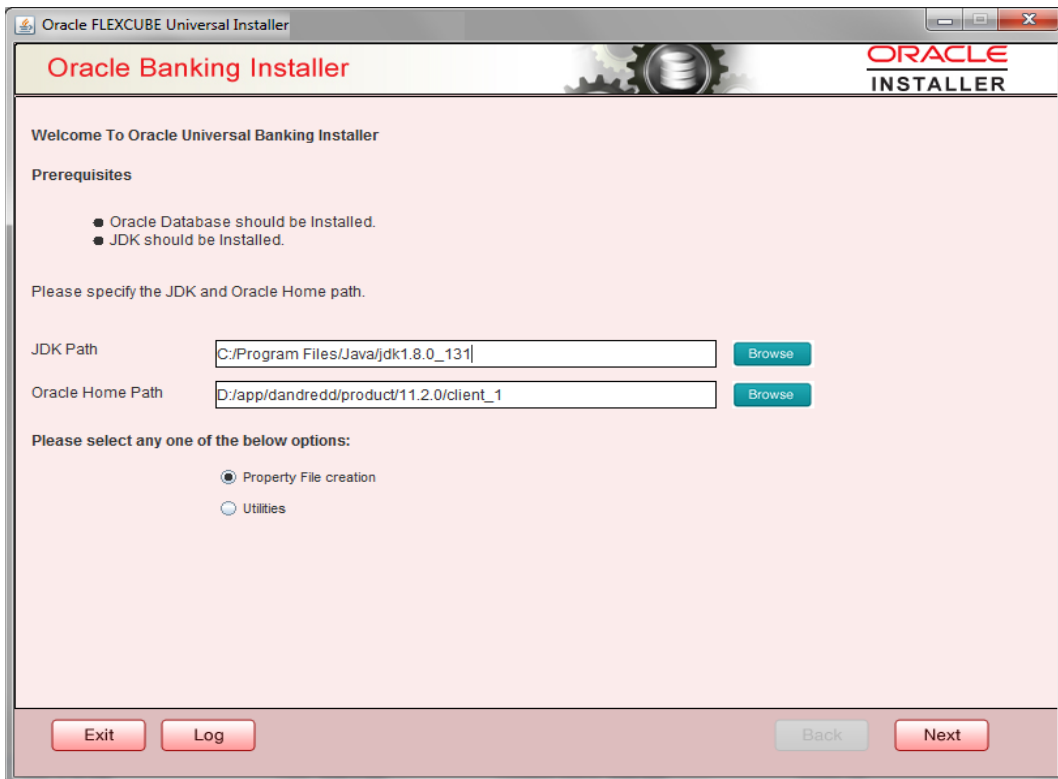 Oracle FLEXCUBE Universal Installer
Oracle Banking Installer
ORACLE
INSTALLER
Welcome To Oracle Universal Banking Installer
Prerequisites
Oracle Database should be Installed.
JDK should be Installed.
Please specify the JDK and Oracle Home path.
JDK Path C:/Program Files/Java/jdk1.8.0_131 Browse
Oracle Home Path D:/app/dandredd/product/11.2.0/client_1 Browse
Please select any one of the below options:
Property File creation
Utilities
Exit Log Back Next